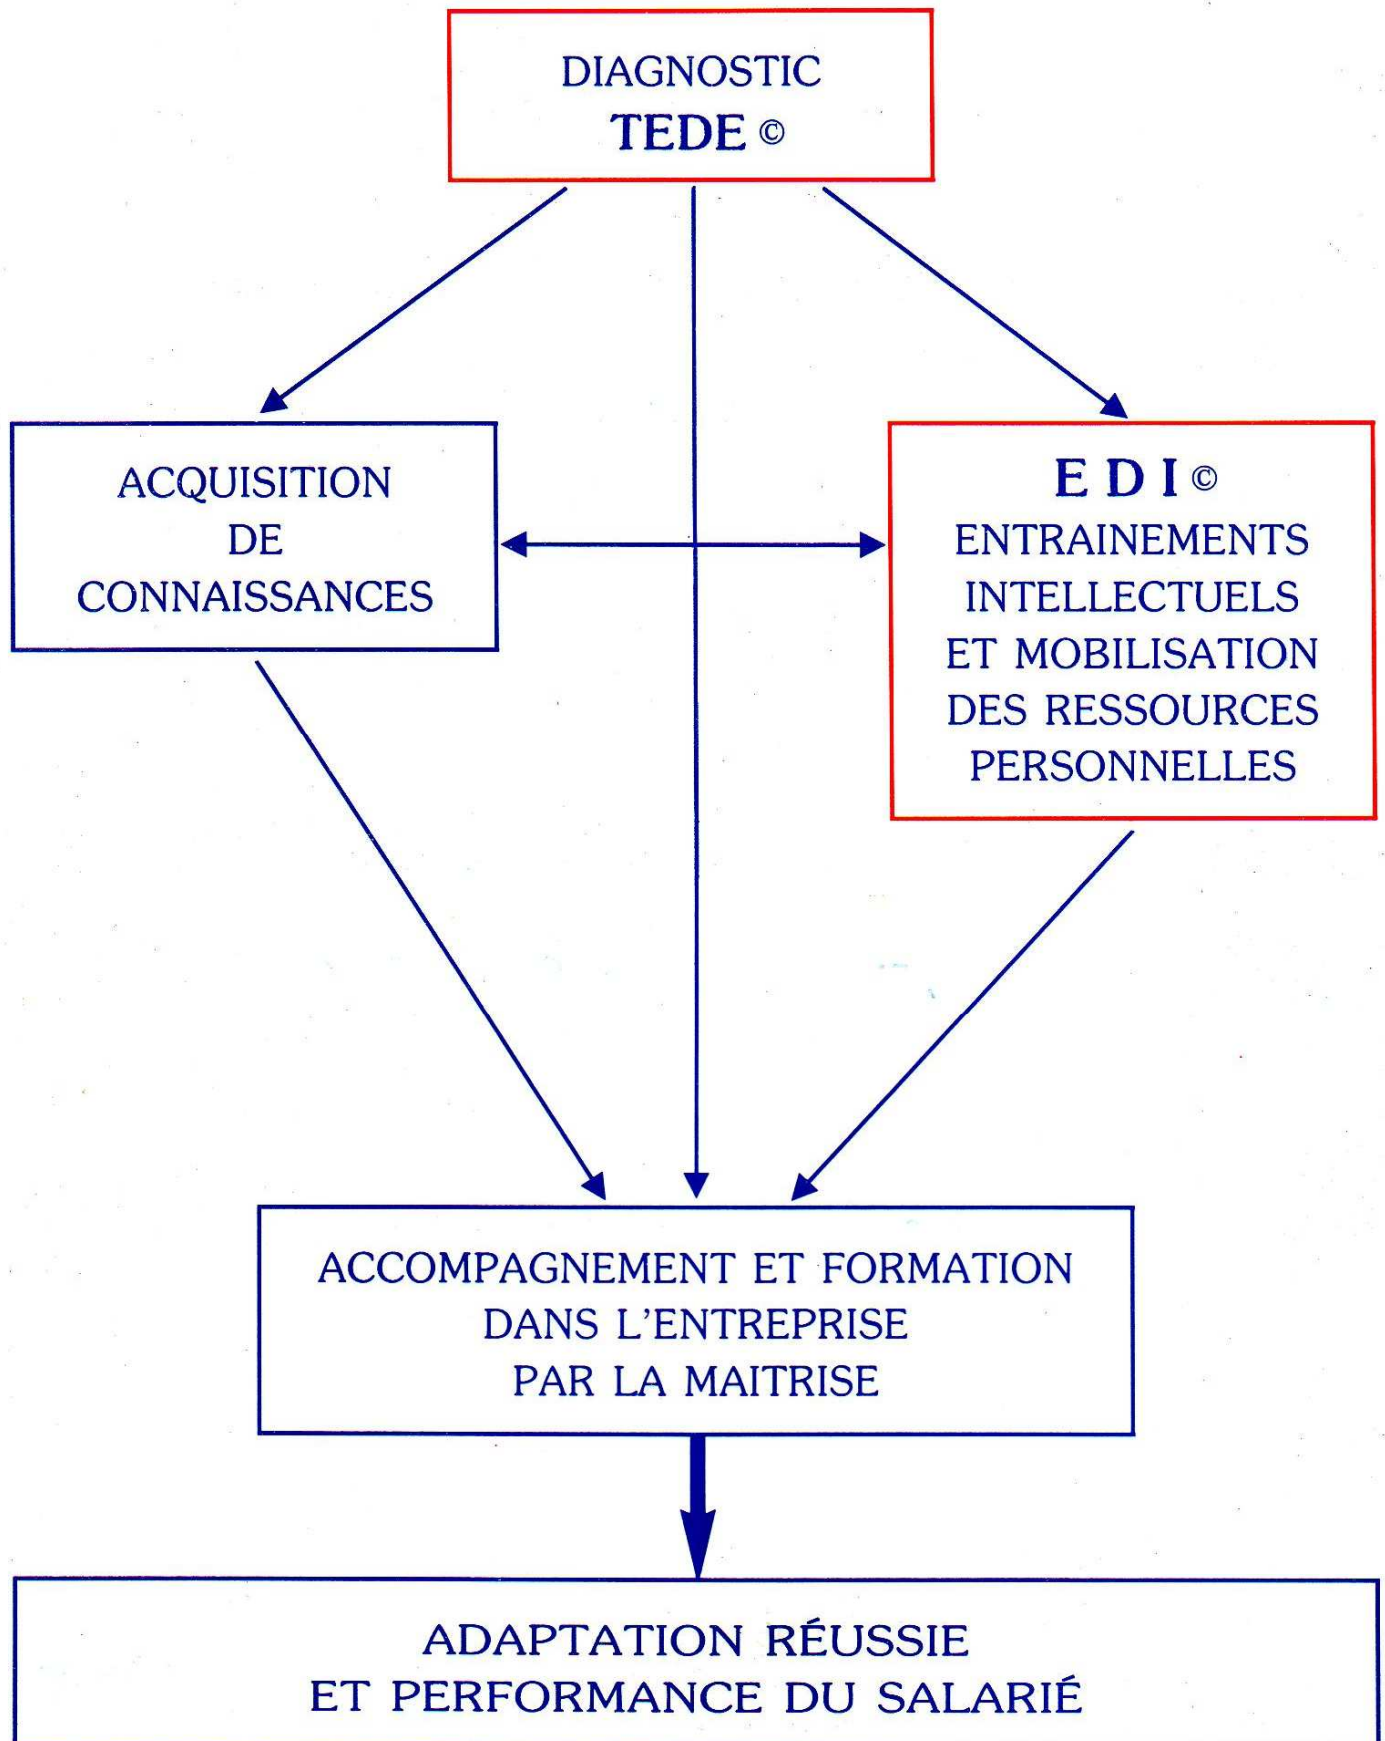 DIAGNOSTIC
TEDE ©
ACQUISITION
DE
CONNAISSANCES
E D I ©
ENTRAINEMENTS
INTELLECTUELS
ET MOBILISATION
DES RESSOURCES
PERSONNELLES
ACCOMPAGNEMENT ET FORMATION
DANS L'ENTREPRISE
PAR LA MAITRISE
ADAPTATION RÉUSSIE
ET PERFORMANCE DU SALARIÉ